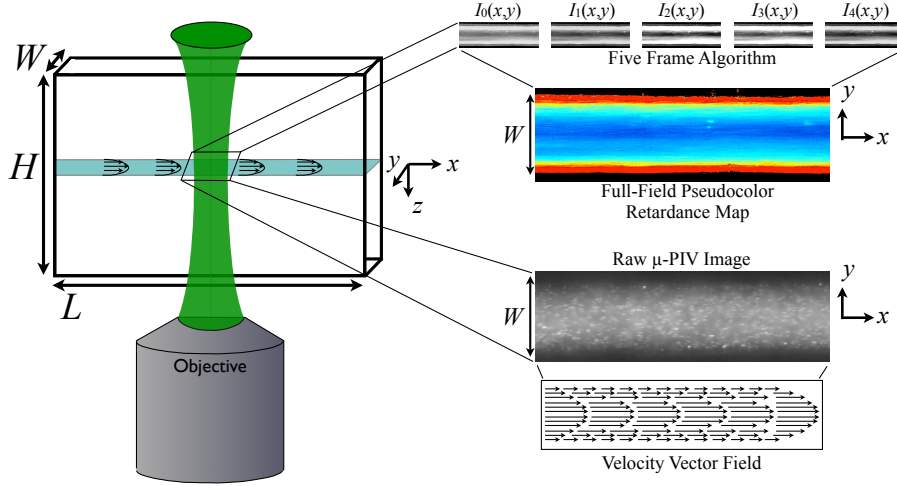 W
H
L
y
x
z
Objective
I₀(x,y) I₁(x,y) I₂(x,y) I₃(x,y) I₄(x,y)
Five Frame Algorithm
W
y
x
Full-Field Pseudocolor
Retardance Map
Raw μ-PIV Image
W
y
x
Velocity Vector Field